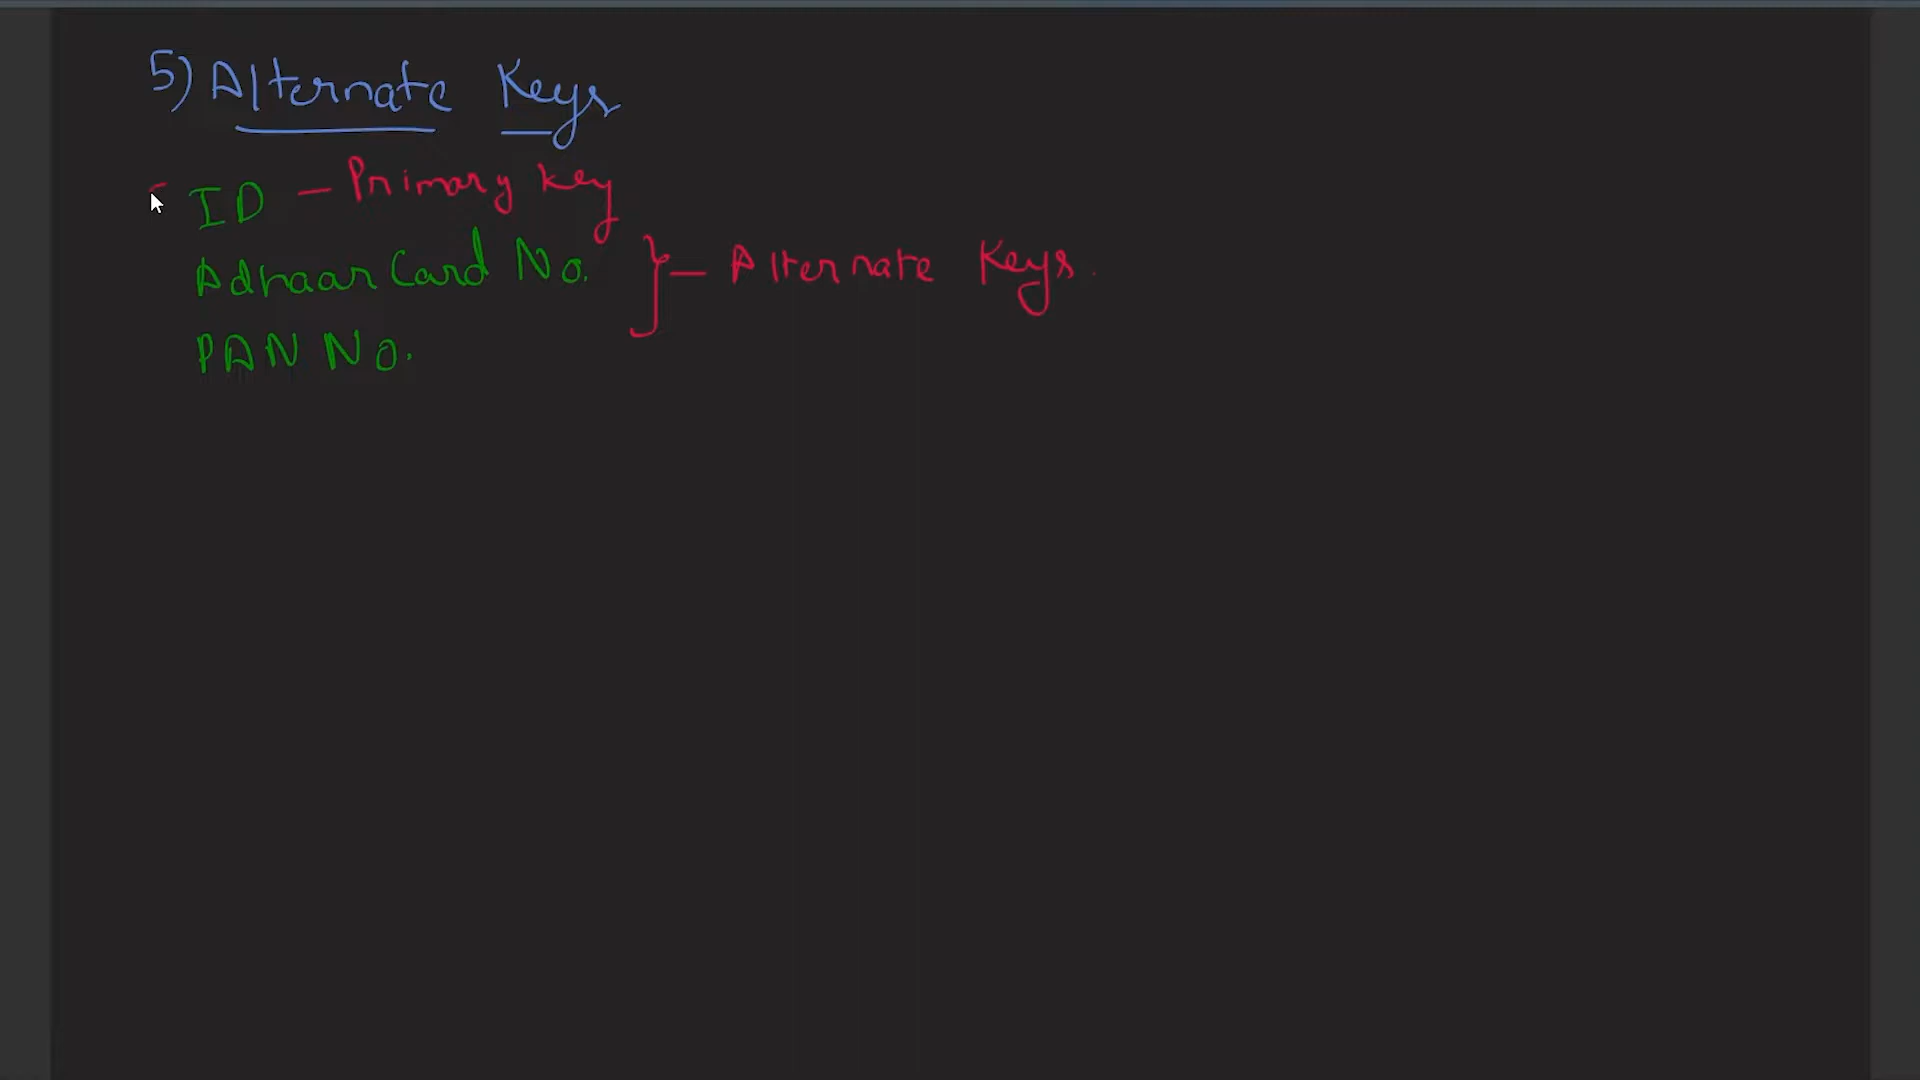 5) Alternate Keys
ID - Primary Key
Adhaar Card No.
} - Alternate Keys.
PAN No.